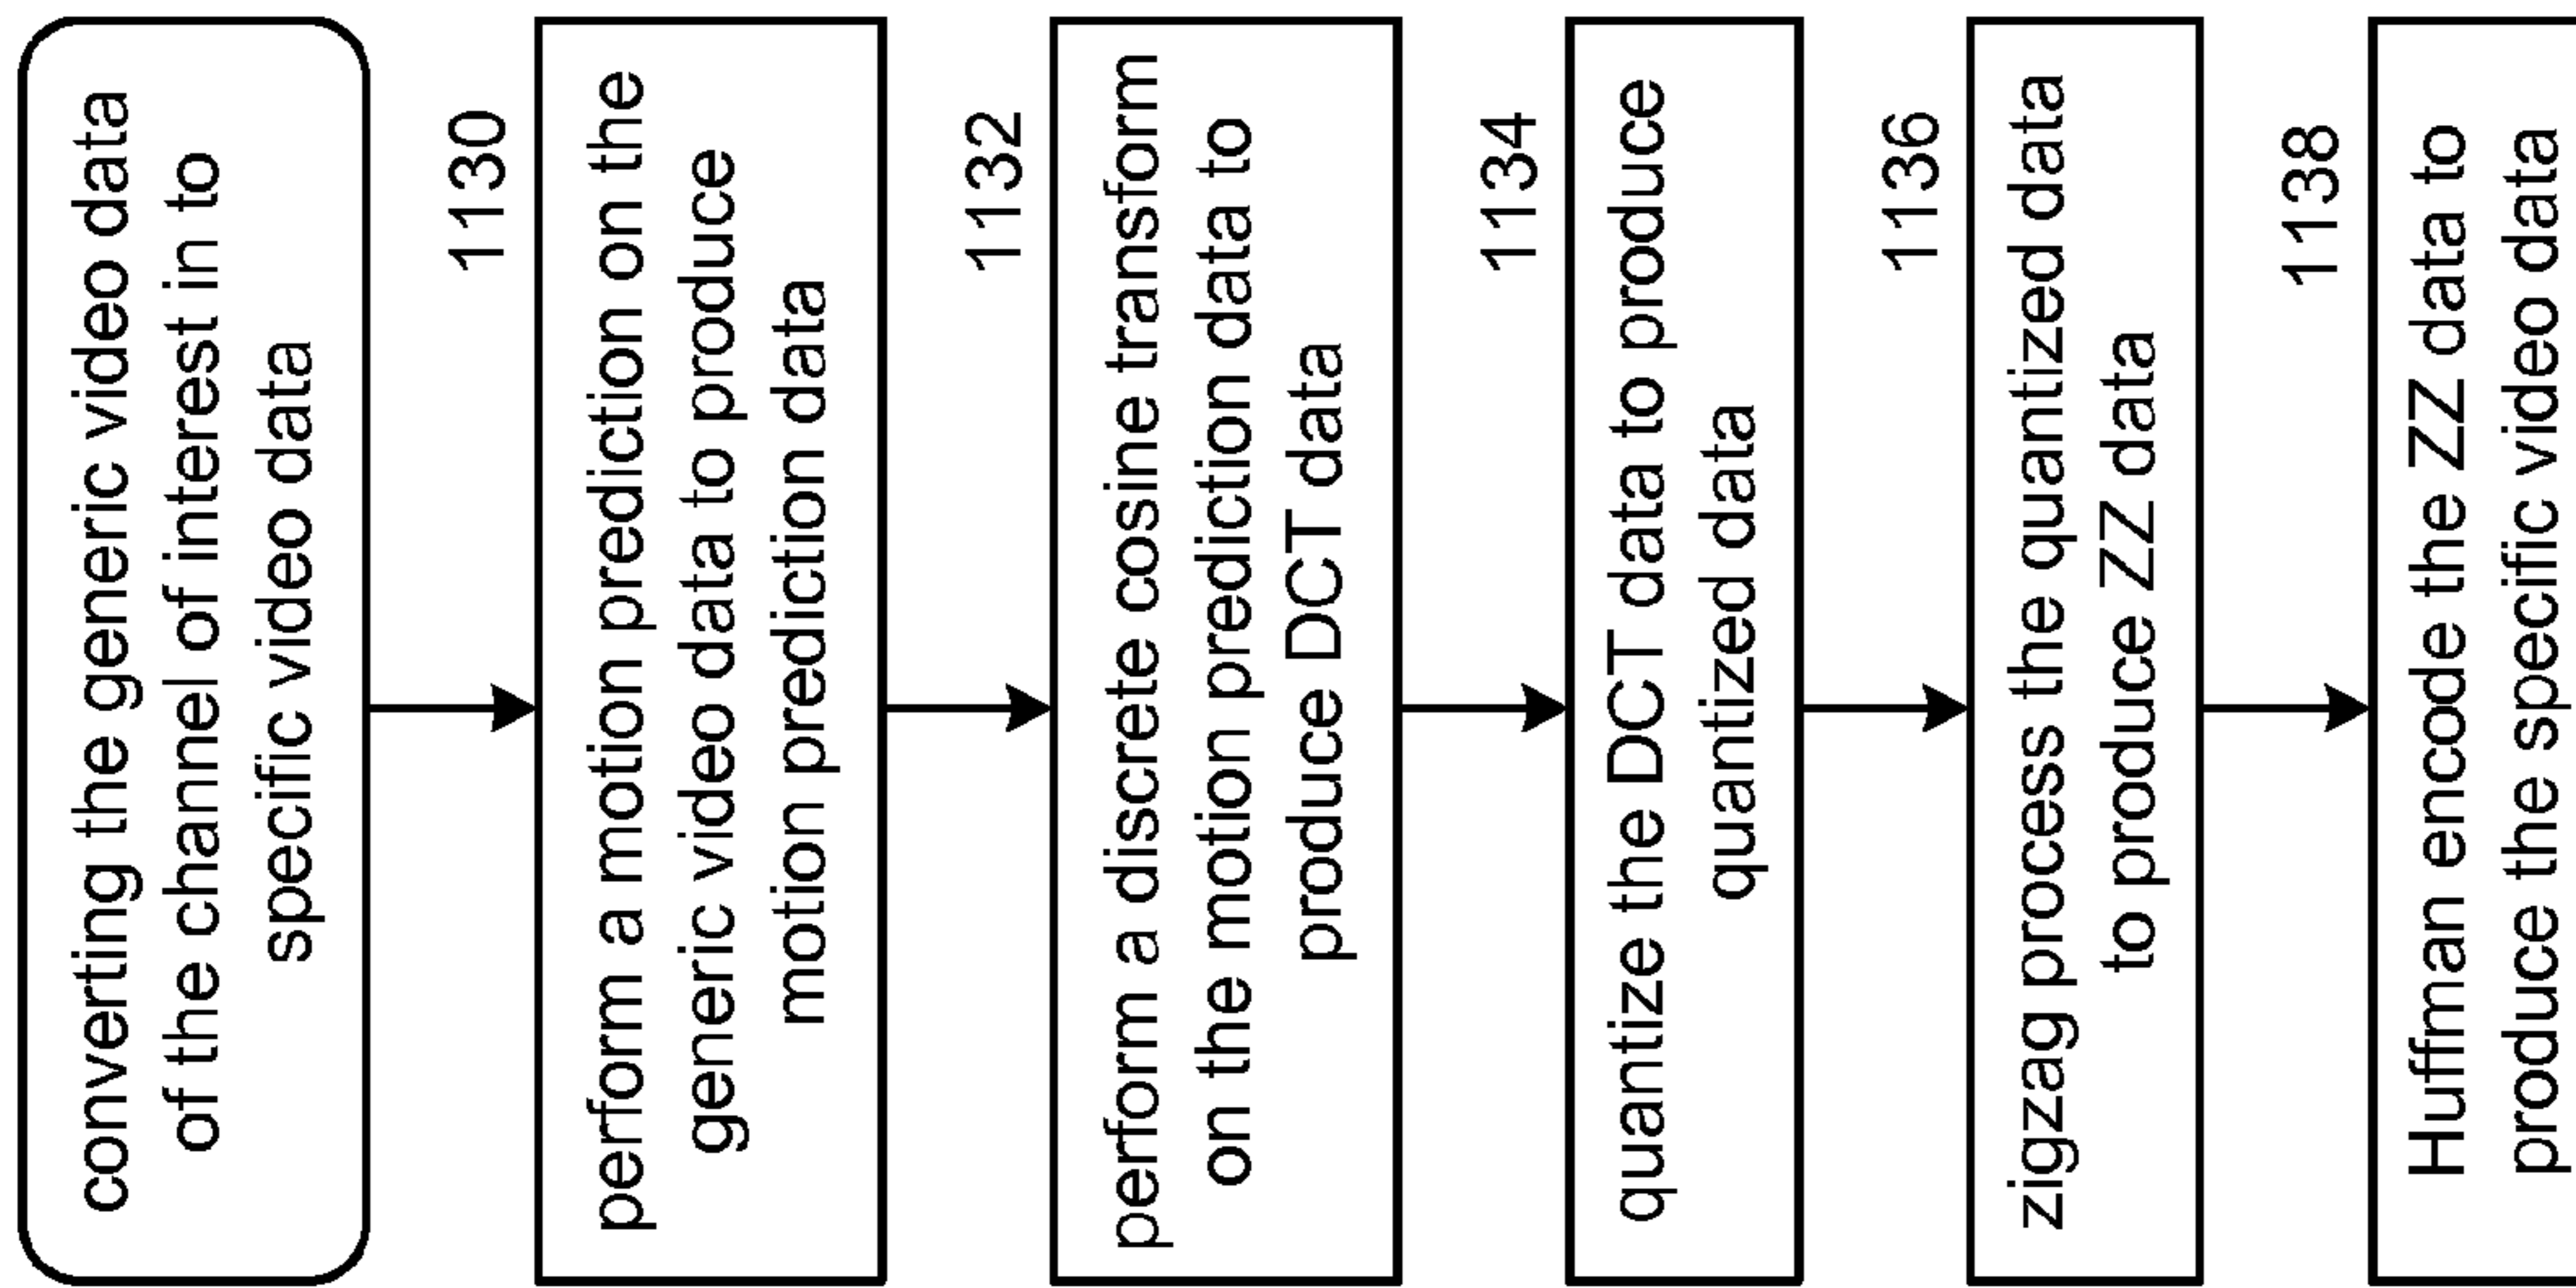 converting the generic video data
of the channel of interest in to
specific video data
1130
perform a motion prediction on the
generic video data to produce
motion prediction data
1132
perform a discrete cosine transform
on the motion prediction data to
produce DCT data
1134
quantize the DCT data to produce
quantized data
1136
zigzag process the quantized data
to produce ZZ data
1138
Huffman encode the ZZ data to
produce the specific video data